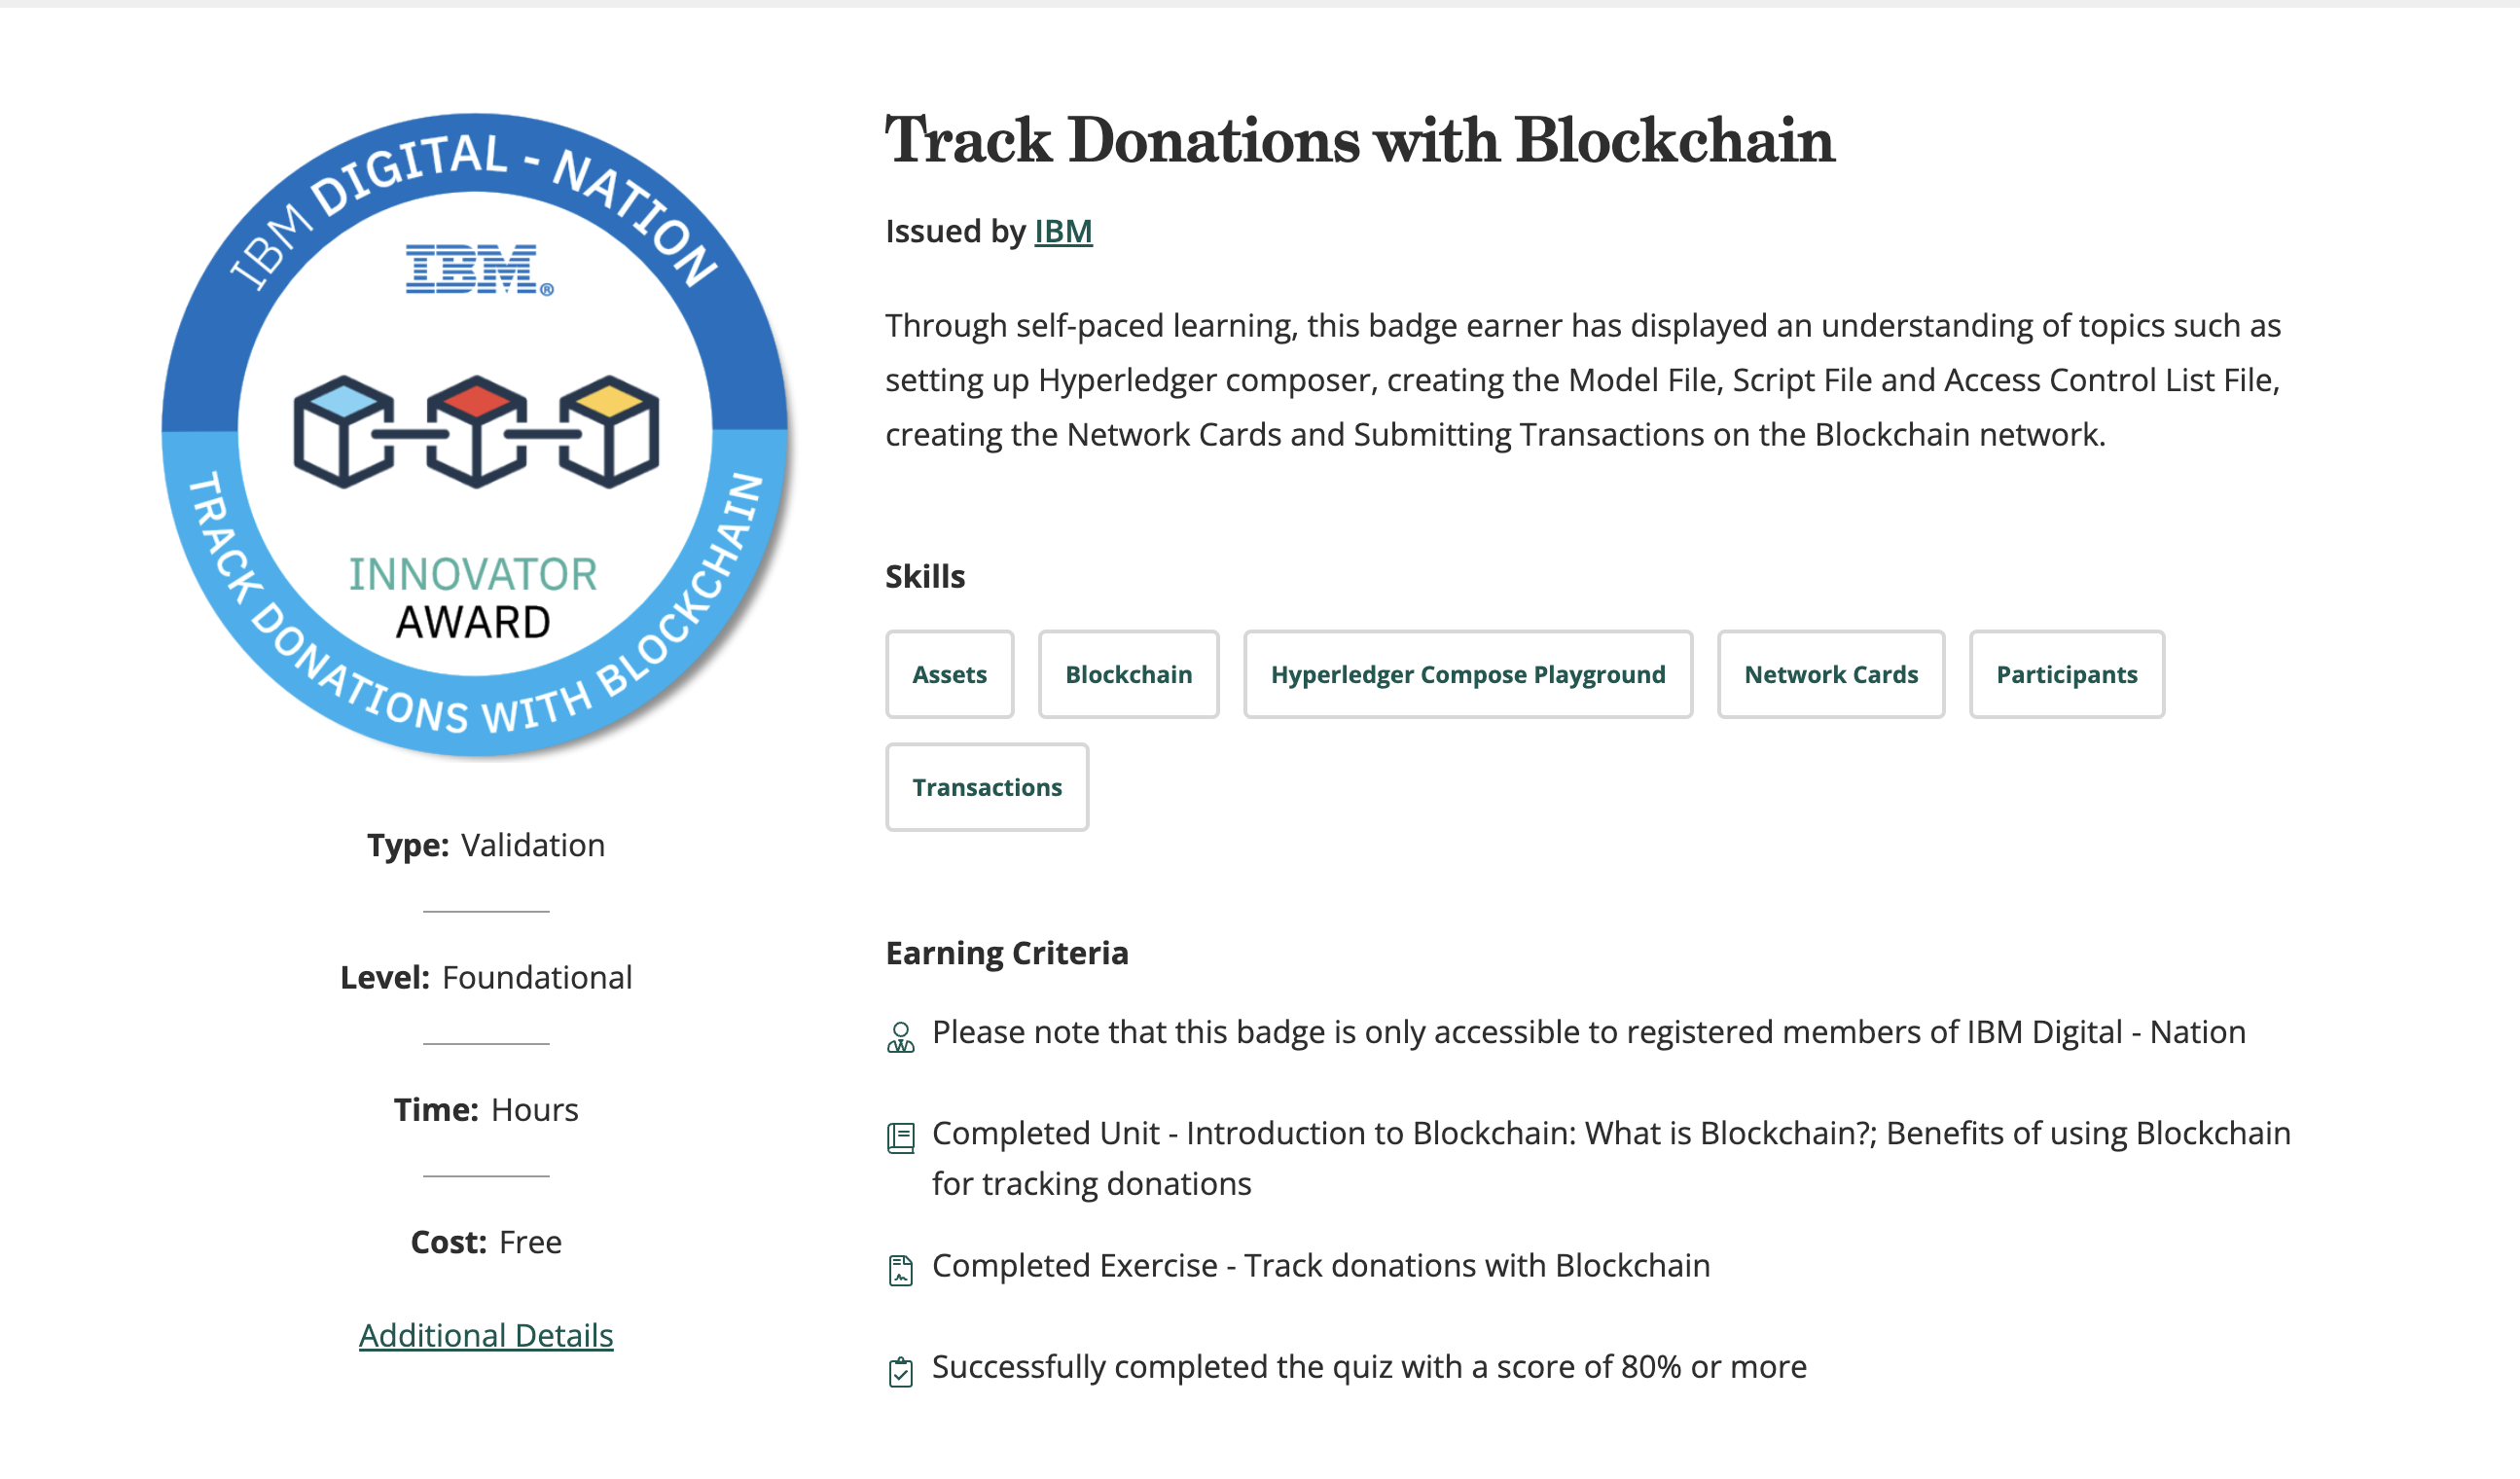 IBM DIGITAL - NATION
IBM®
INNOVATOR
AWARD
TRACK DONATIONS WITH BLOCKCHAIN
Type: Validation
Level: Foundational
Time: Hours
Cost: Free
Additional Details
Track Donations with Blockchain
Issued by IBM
Through self-paced learning, this badge earner has displayed an understanding of topics such as
setting up Hyperledger composer, creating the Model File, Script File and Access Control List File,
creating the Network Cards and Submitting Transactions on the Blockchain network.
Skills
Assets
Blockchain
Hyperledger Compose Playground
Network Cards
Participants
Transactions
Earning Criteria
Please note that this badge is only accessible to registered members of IBM Digital - Nation
Completed Unit - Introduction to Blockchain: What is Blockchain?; Benefits of using Blockchain
for tracking donations
Completed Exercise - Track donations with Blockchain
Successfully completed the quiz with a score of 80% or more